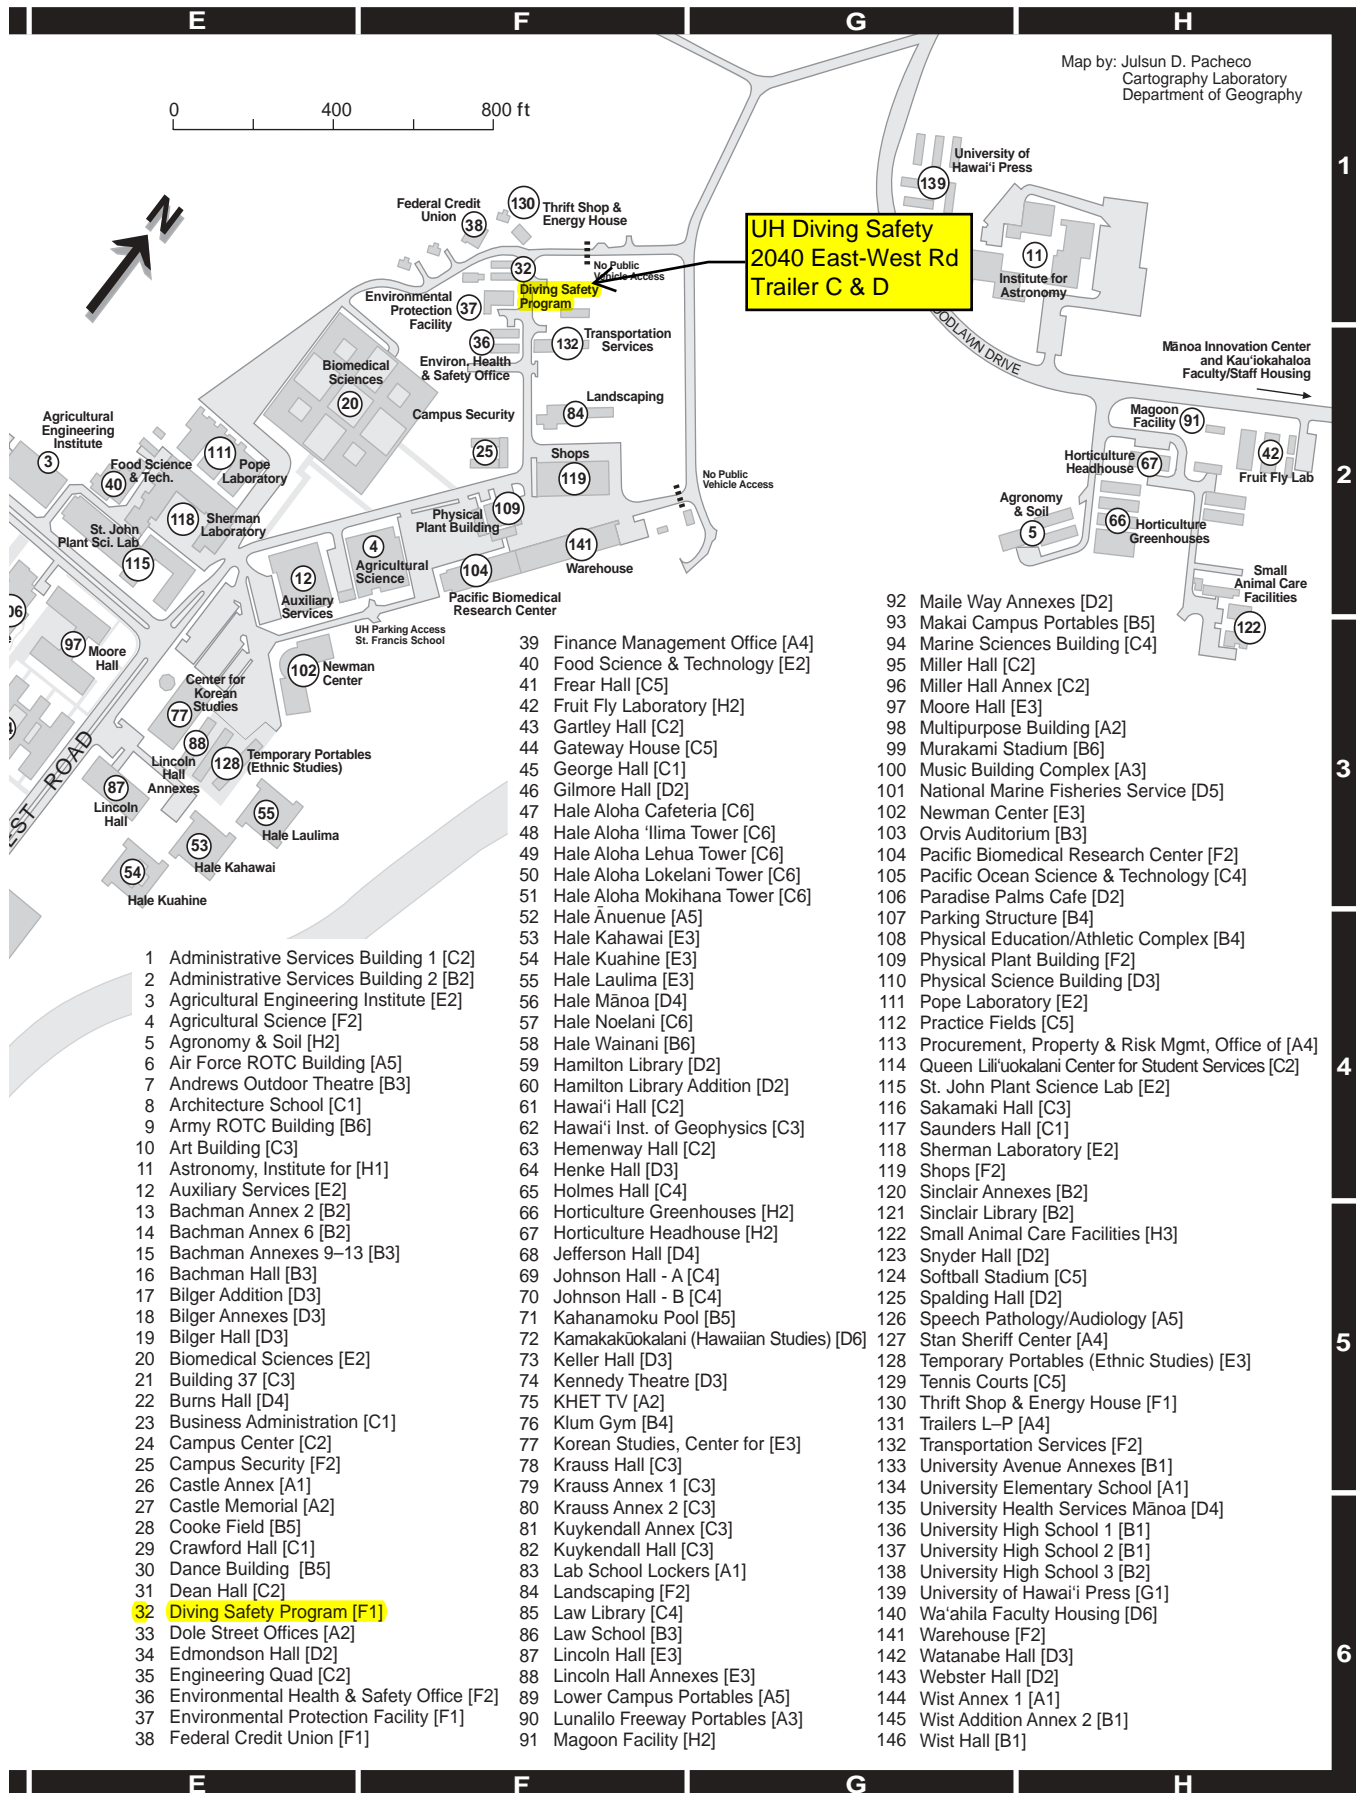 E F G H
Map by: Julsun D. Pacheco
Cartography Laboratory
Department of Geography
0 400 800 ft
N
1
University of
Hawai‘i Press
139
Federal Credit
Union
38
130
Thrift Shop &
Energy House
UH Diving Safety
2040 East-West Rd
Trailer C & D
11
Institute for
Astronomy
32
No Public
Vehicle Access
Diving Safety
Program
Environmental
Protection
Facility
37
36
Environ. Health
& Safety Office
132
Transportation
Services
ODLAWN DRIVE
Mānoa Innovation Center
and Kau‘iokahaloa
Faculty/Staff Housing
Biomedical
Sciences
20
Landscaping
84
Campus Security
25
Magoon
Facility
91
Agricultural
Engineering
Institute
3
111
Pope
Laboratory
Food Science
& Tech.
40
Shops
119
Horticulture
Headhouse
67
42
Fruit Fly Lab
2
No Public
Vehicle Access
118
Sherman
Laboratory
St. John
Plant Sci. Lab
115
Physical
Plant Building
109
Agronomy
& Soil
5
66
Horticulture
Greenhouses
4
Agricultural
Science
141
Warehouse
104
Pacific Biomedical
Research Center
12
Auxiliary
Services
Small
Animal Care
Facilities
122
06
e
UH Parking Access
St. Francis School
97
Moore
Hall
102
Newman
Center
Center for
Korean
Studies
77
88
Lincoln
Hall
Annexes
128
Temporary Portables
(Ethnic Studies)
EST ROAD
87
Lincoln
Hall
55
Hale Laulima
53
Hale Kahawai
54
Hale Kuahine
3
4
5
6
1 Administrative Services Building 1 [C2]
2 Administrative Services Building 2 [B2]
3 Agricultural Engineering Institute [E2]
4 Agricultural Science [F2]
5 Agronomy & Soil [H2]
6 Air Force ROTC Building [A5]
7 Andrews Outdoor Theatre [B3]
8 Architecture School [C1]
9 Army ROTC Building [B6]
10 Art Building [C3]
11 Astronomy, Institute for [H1]
12 Auxiliary Services [E2]
13 Bachman Annex 2 [B2]
14 Bachman Annex 6 [B2]
15 Bachman Annexes 9–13 [B3]
16 Bachman Hall [B3]
17 Bilger Addition [D3]
18 Bilger Annexes [D3]
19 Bilger Hall [D3]
20 Biomedical Sciences [E2]
21 Building 37 [C3]
22 Burns Hall [D4]
23 Business Administration [C1]
24 Campus Center [C2]
25 Campus Security [F2]
26 Castle Annex [A1]
27 Castle Memorial [A2]
28 Cooke Field [B5]
29 Crawford Hall [C1]
30 Dance Building [B5]
31 Dean Hall [C2]
32 Diving Safety Program [F1]
33 Dole Street Offices [A2]
34 Edmondson Hall [D2]
35 Engineering Quad [C2]
36 Environmental Health & Safety Office [F2]
37 Environmental Protection Facility [F1]
38 Federal Credit Union [F1]
39 Finance Management Office [A4]
40 Food Science & Technology [E2]
41 Frear Hall [C5]
42 Fruit Fly Laboratory [H2]
43 Gartley Hall [C2]
44 Gateway House [C5]
45 George Hall [C1]
46 Gilmore Hall [D2]
47 Hale Aloha Cafeteria [C6]
48 Hale Aloha ‘Ilima Tower [C6]
49 Hale Aloha Lehua Tower [C6]
50 Hale Aloha Lokelani Tower [C6]
51 Hale Aloha Mokihana Tower [C6]
52 Hale Ānuenue [A5]
53 Hale Kahawai [E3]
54 Hale Kuahine [E3]
55 Hale Laulima [E3]
56 Hale Mānoa [D4]
57 Hale Noelani [C6]
58 Hale Wainani [B6]
59 Hamilton Library [D2]
60 Hamilton Library Addition [D2]
61 Hawai‘i Hall [C2]
62 Hawai‘i Inst. of Geophysics [C3]
63 Hemenway Hall [C2]
64 Henke Hall [D3]
65 Holmes Hall [C4]
66 Horticulture Greenhouses [H2]
67 Horticulture Headhouse [H2]
68 Jefferson Hall [D4]
69 Johnson Hall - A [C4]
70 Johnson Hall - B [C4]
71 Kahanamoku Pool [B5]
72 Kamakakūokalani (Hawaiian Studies) [D6]
73 Keller Hall [D3]
74 Kennedy Theatre [D3]
75 KHET TV [A2]
76 Klum Gym [B4]
77 Korean Studies, Center for [E3]
78 Krauss Hall [C3]
79 Krauss Annex 1 [C3]
80 Krauss Annex 2 [C3]
81 Kuykendall Annex [C3]
82 Kuykendall Hall [C3]
83 Lab School Lockers [A1]
84 Landscaping [F2]
85 Law Library [C4]
86 Law School [B3]
87 Lincoln Hall [E3]
88 Lincoln Hall Annexes [E3]
89 Lower Campus Portables [A5]
90 Lunalilo Freeway Portables [A3]
91 Magoon Facility [H2]
92 Maile Way Annexes [D2]
93 Makai Campus Portables [B5]
94 Marine Sciences Building [C4]
95 Miller Hall [C2]
96 Miller Hall Annex [C2]
97 Moore Hall [E3]
98 Multipurpose Building [A2]
99 Murakami Stadium [B6]
100 Music Building Complex [A3]
101 National Marine Fisheries Service [D5]
102 Newman Center [E3]
103 Orvis Auditorium [B3]
104 Pacific Biomedical Research Center [F2]
105 Pacific Ocean Science & Technology [C4]
106 Paradise Palms Cafe [D2]
107 Parking Structure [B4]
108 Physical Education/Athletic Complex [B4]
109 Physical Plant Building [F2]
110 Physical Science Building [D3]
111 Pope Laboratory [E2]
112 Practice Fields [C5]
113 Procurement, Property & Risk Mgmt, Office of [A4]
114 Queen Lili‘uokalani Center for Student Services [C2]
115 St. John Plant Science Lab [E2]
116 Sakamaki Hall [C3]
117 Saunders Hall [C1]
118 Sherman Laboratory [E2]
119 Shops [F2]
120 Sinclair Annexes [B2]
121 Sinclair Library [B2]
122 Small Animal Care Facilities [H3]
123 Snyder Hall [D2]
124 Softball Stadium [C5]
125 Spalding Hall [D2]
126 Speech Pathology/Audiology [A5]
127 Stan Sheriff Center [A4]
128 Temporary Portables (Ethnic Studies) [E3]
129 Tennis Courts [C5]
130 Thrift Shop & Energy House [F1]
131 Trailers L–P [A4]
132 Transportation Services [F2]
133 University Avenue Annexes [B1]
134 University Elementary School [A1]
135 University Health Services Mānoa [D4]
136 University High School 1 [B1]
137 University High School 2 [B1]
138 University High School 3 [B2]
139 University of Hawai‘i Press [G1]
140 Wa‘ahila Faculty Housing [D6]
141 Warehouse [F2]
142 Watanabe Hall [D3]
143 Webster Hall [D2]
144 Wist Annex 1 [A1]
145 Wist Addition Annex 2 [B1]
146 Wist Hall [B1]
E F G H